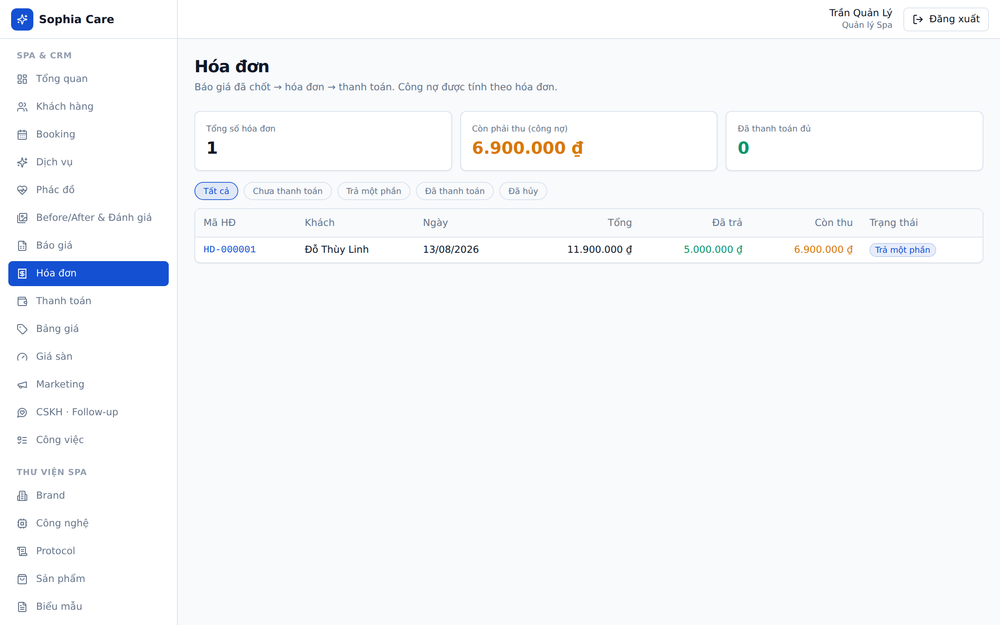 Sophia Care
Trần Quản Lý
Quản lý Spa
Đăng xuất
SPA & CRM
Tổng quan
Khách hàng
Booking
Dịch vụ
Phác đồ
Before/After & Đánh giá
Báo giá
Hóa đơn
Thanh toán
Bảng giá
Giá sàn
Marketing
CSKH · Follow-up
Công việc
THƯ VIỆN SPA
Brand
Công nghệ
Protocol
Sản phẩm
Biểu mẫu
Hóa đơn
Báo giá đã chốt → hóa đơn → thanh toán. Công nợ được tính theo hóa đơn.
Tổng số hóa đơn
1
Còn phải thu (công nợ)
6.900.000 ₫
Đã thanh toán đủ
0
Tất cả Chưa thanh toán Trả một phần Đã thanh toán Đã hủy
Mã HĐ Khách Ngày Tổng Đã trả Còn thu Trạng thái
HD-000001 Đỗ Thùy Linh 13/08/2026 11.900.000 ₫ 5.000.000 ₫ 6.900.000 ₫ Trả một phần